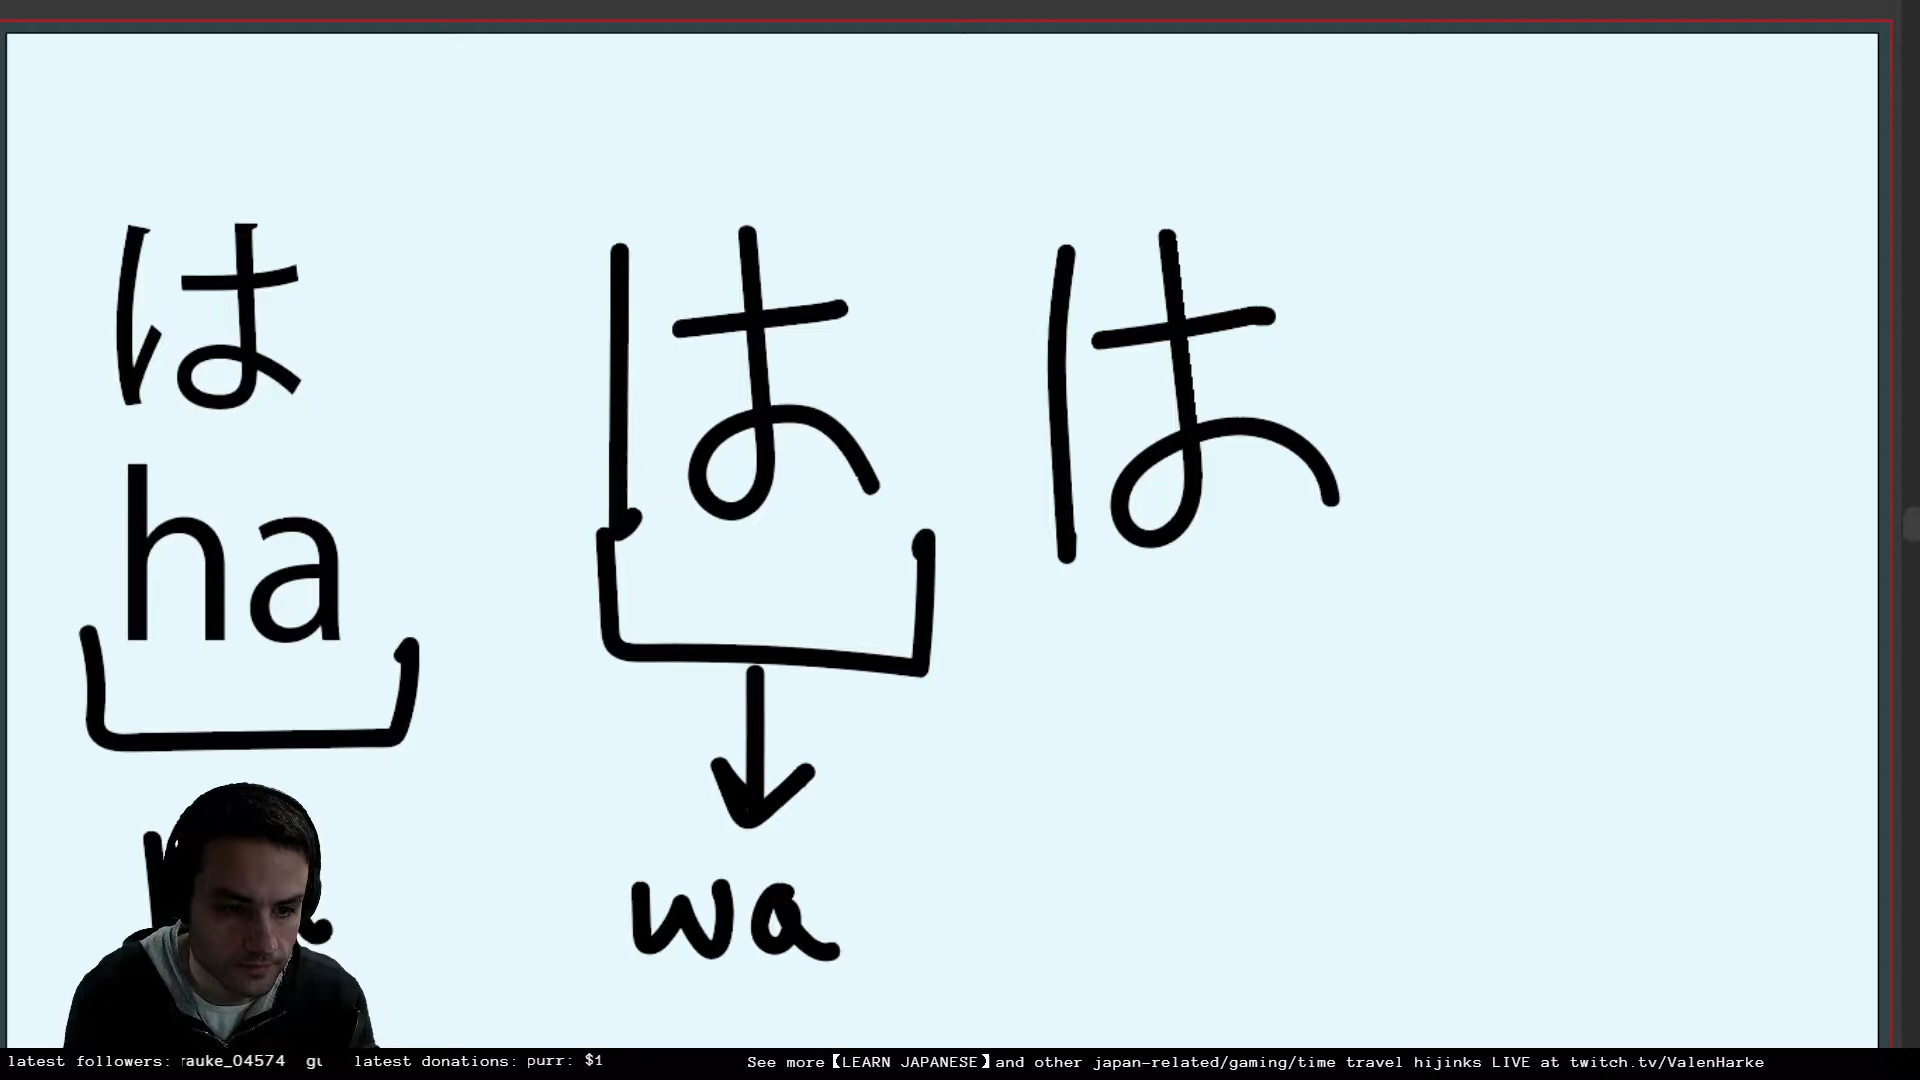 は は は
ha
wa
latest followers: rauke_04574 gu latest donations: purr: $1 See more【LEARN JAPANESE】and other japan-related/gaming/time travel hijinks LIVE at twitch.tv/ValenHarke